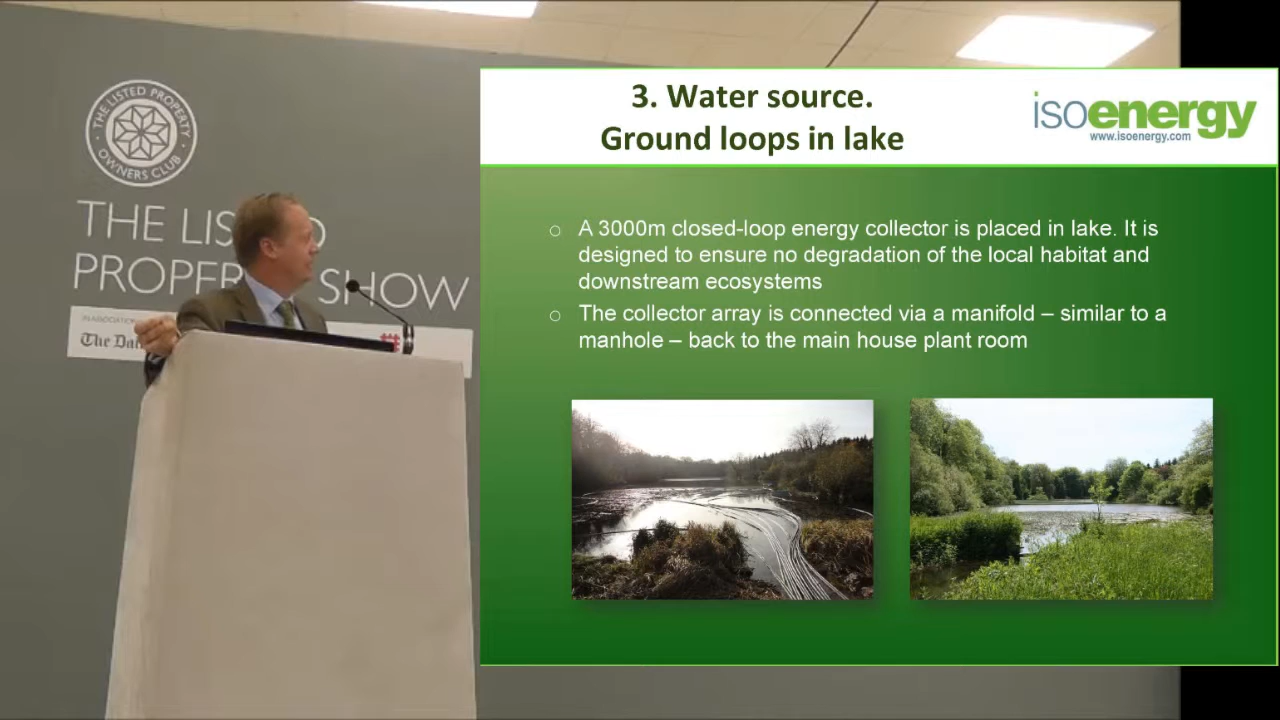 THE LISTED PROPERTY
OWNERS CLUB
THE LIS D
PROPER SHOW
IN ASSOCIATION
The Dai
3. Water source.
Ground loops in lake
isoenergy
www.isoenergy.com
A 3000m closed-loop energy collector is placed in lake. It is
designed to ensure no degradation of the local habitat and
downstream ecosystems
The collector array is connected via a manifold – similar to a
manhole – back to the main house plant room